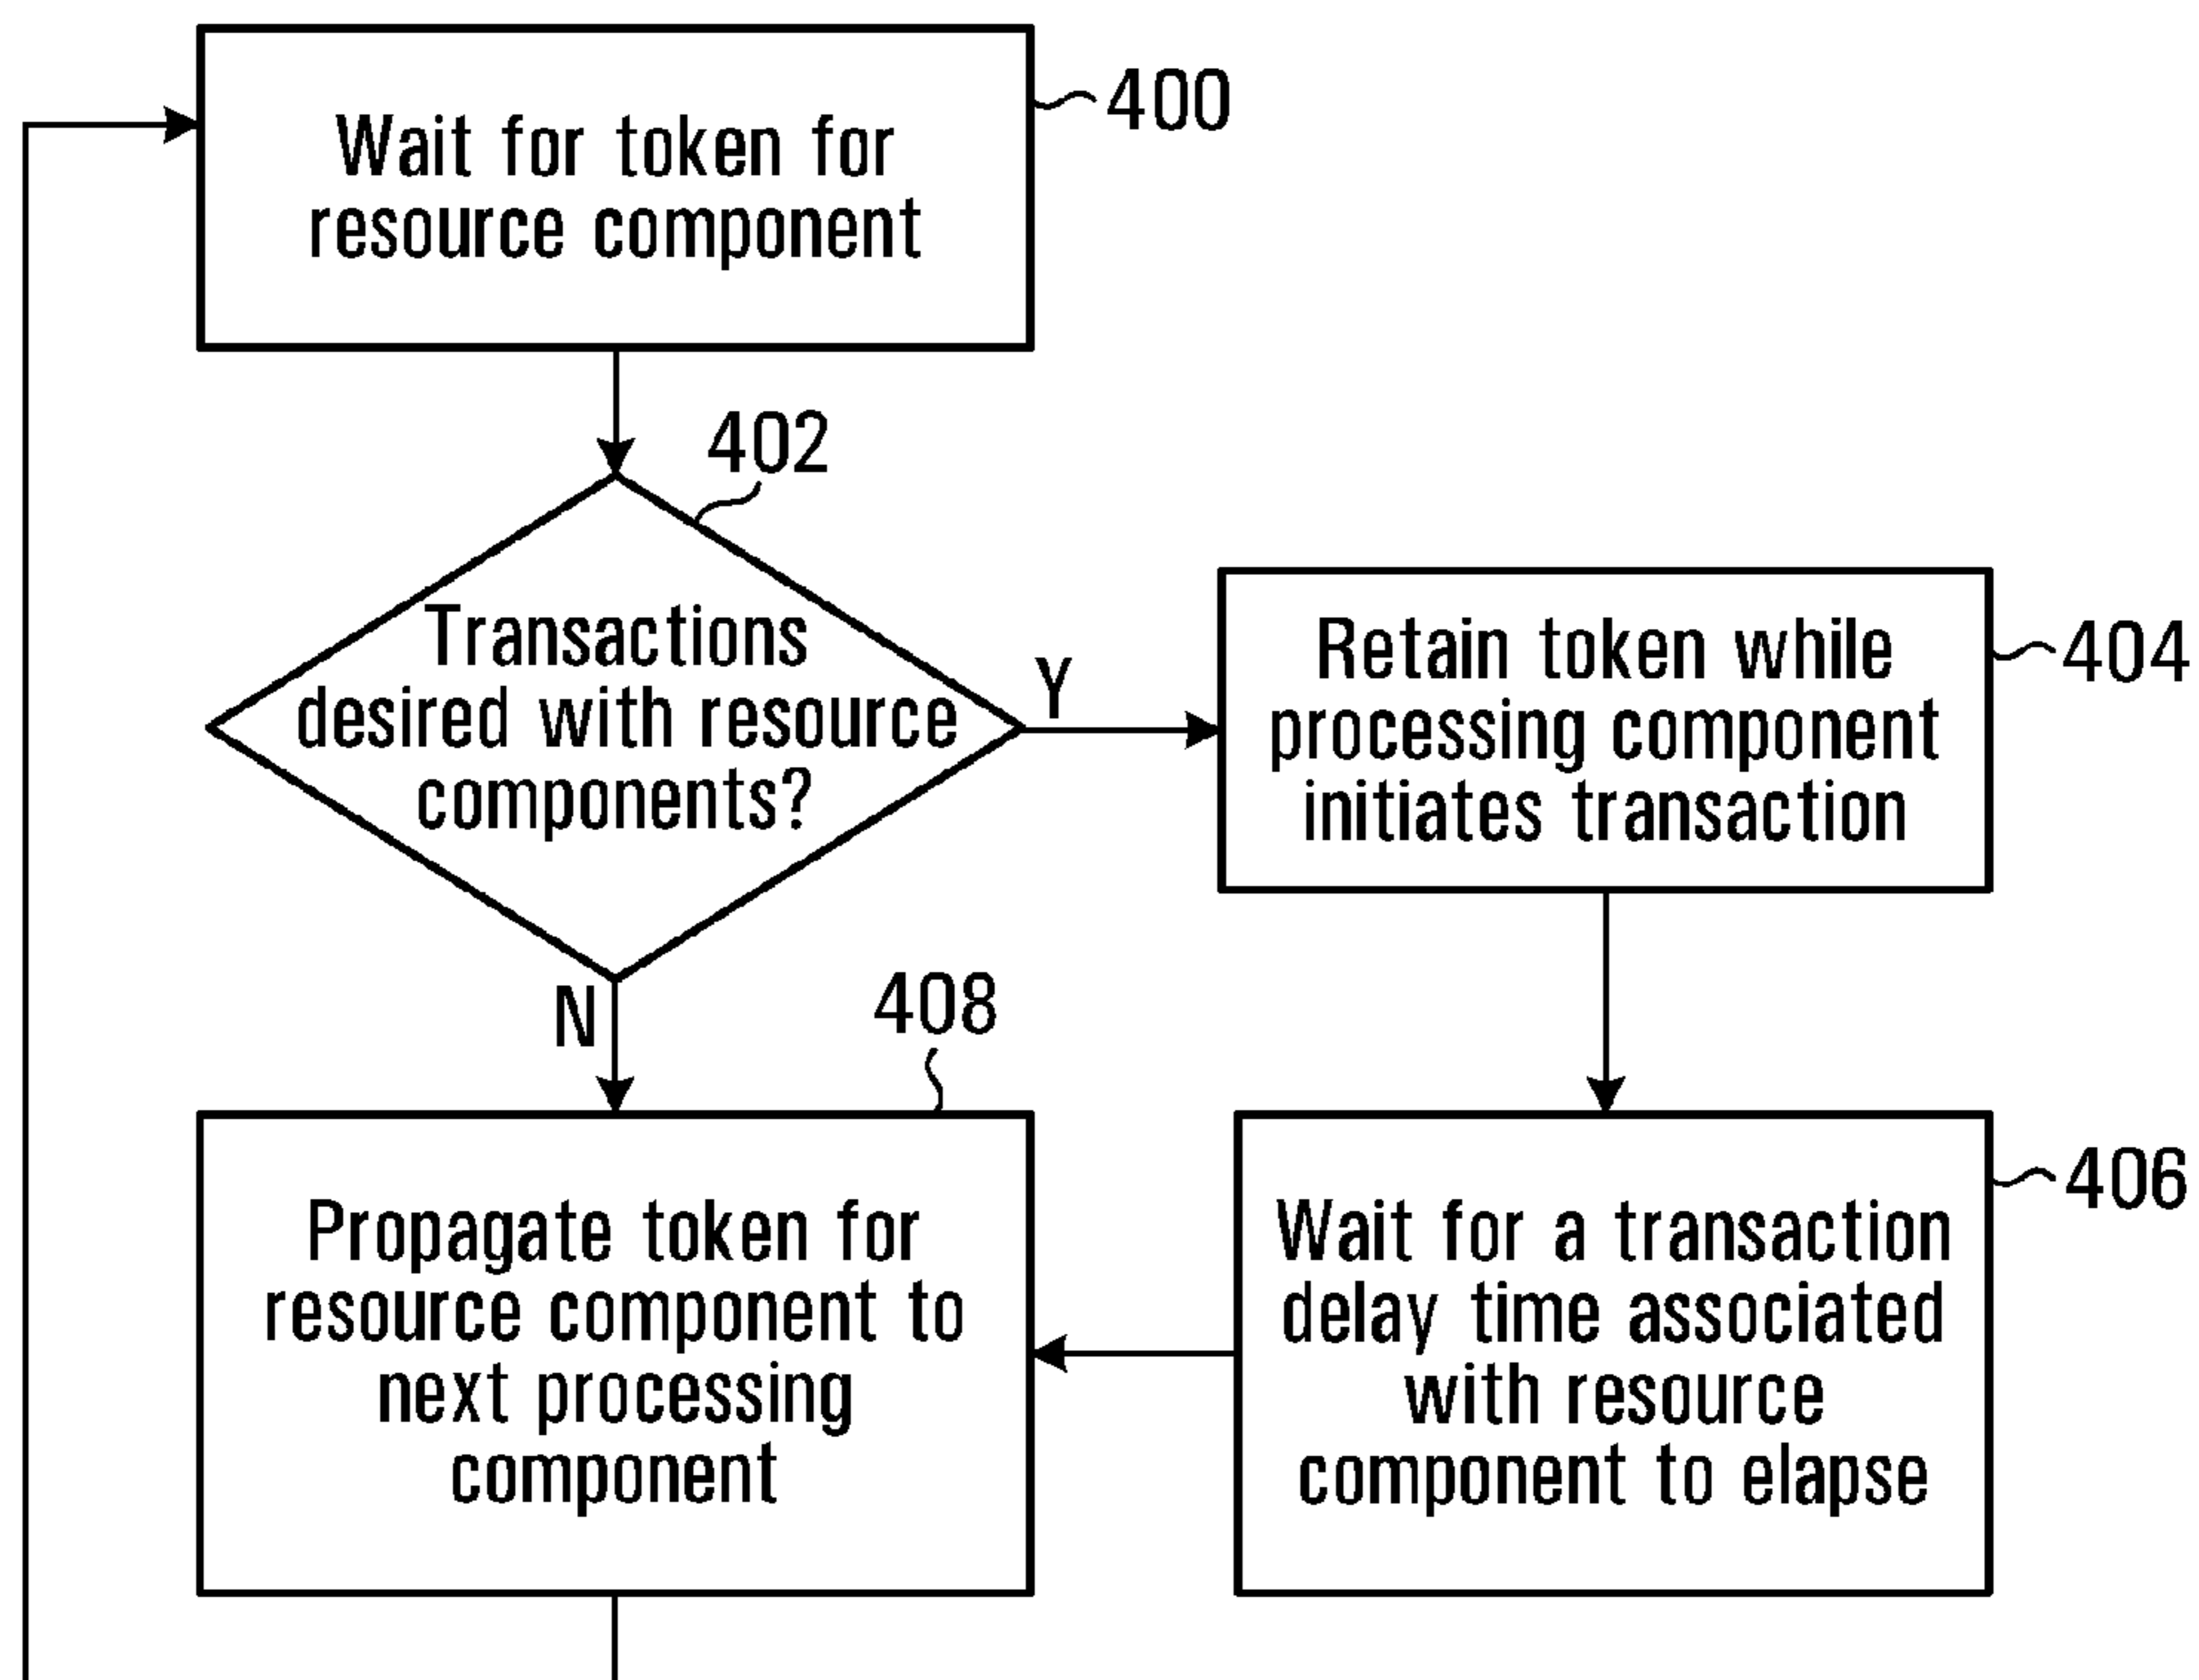 Wait for token for
resource component
400
402
Transactions
desired with resource
components?
Y
Retain token while
processing component
initiates transaction
404
N
408
Propagate token for
resource component to
next processing
component
Wait for a transaction
delay time associated
with resource
component to elapse
406